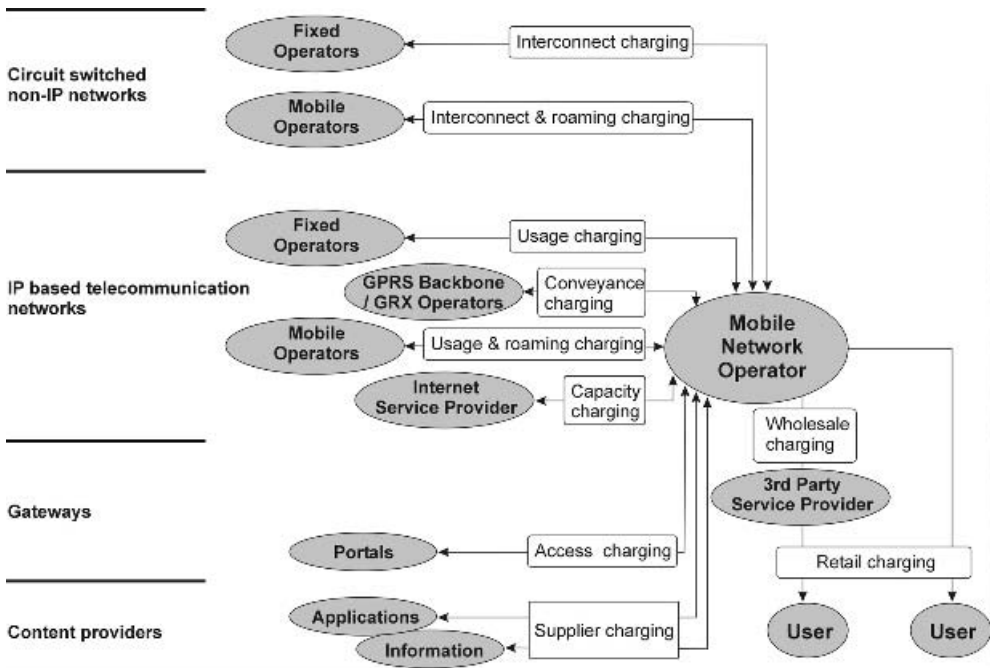 Fixed
Operators
Interconnect charging
Circuit switched
non-IP networks
Mobile
Operators
Interconnect & roaming charging
Fixed
Operators
Usage charging
IP based telecommunication
networks
GPRS Backbone
/ GRX Operators
Conveyance
charging
Mobile
Operators
Usage & roaming charging
Mobile
Network
Operator
Internet
Service Provider
Capacity
charging
Wholesale
charging
3rd Party
Service Provider
Gateways
Portals
Access charging
Retail charging
Content providers
Applications
Information
Supplier charging
User
User